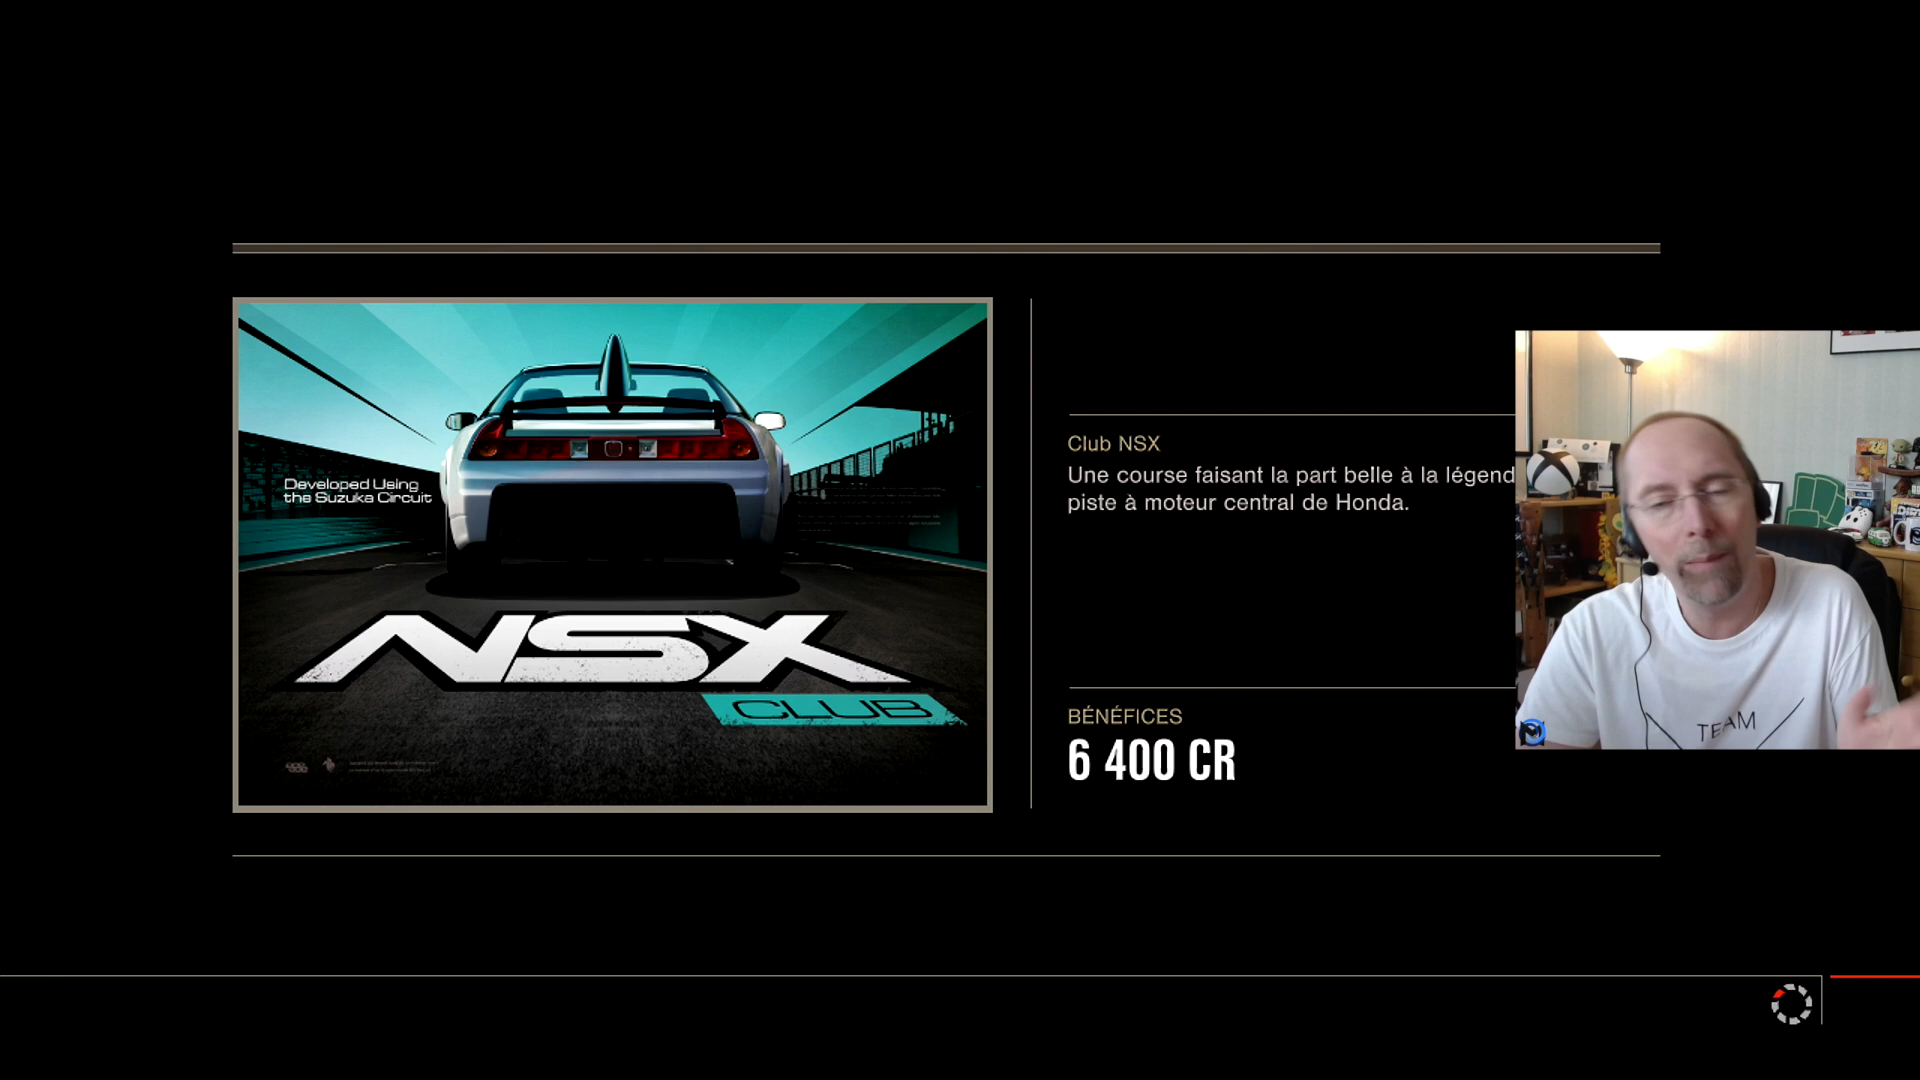 Developed Using
the Suzuka Circuit
NSX
CLUB
Club NSX
Une course faisant la part belle à la légend
piste à moteur central de Honda.
BÉNÉFICES
6 400 CR
TEAM